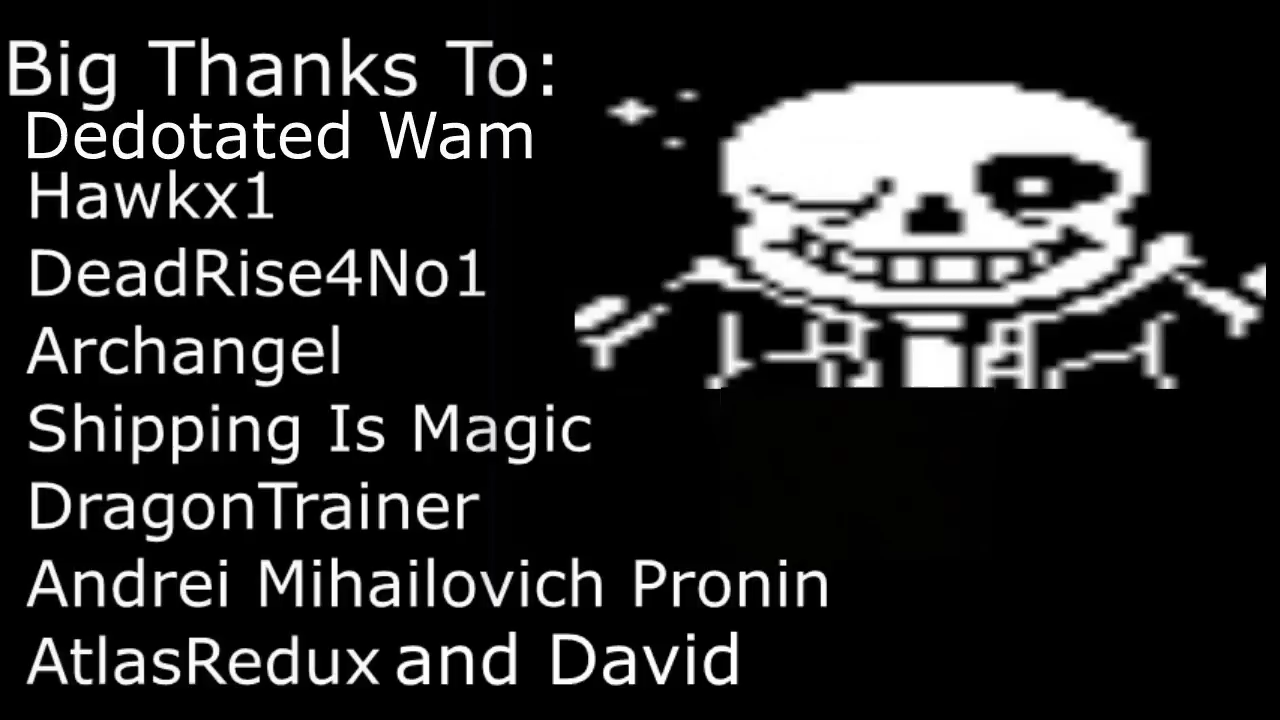 Big Thanks To:
Dedotated Wam
Hawkx1
DeadRise4No1
Archangel
Shipping Is Magic
DragonTrainer
Andrei Mihailovich Pronin
AtlasRedux and David